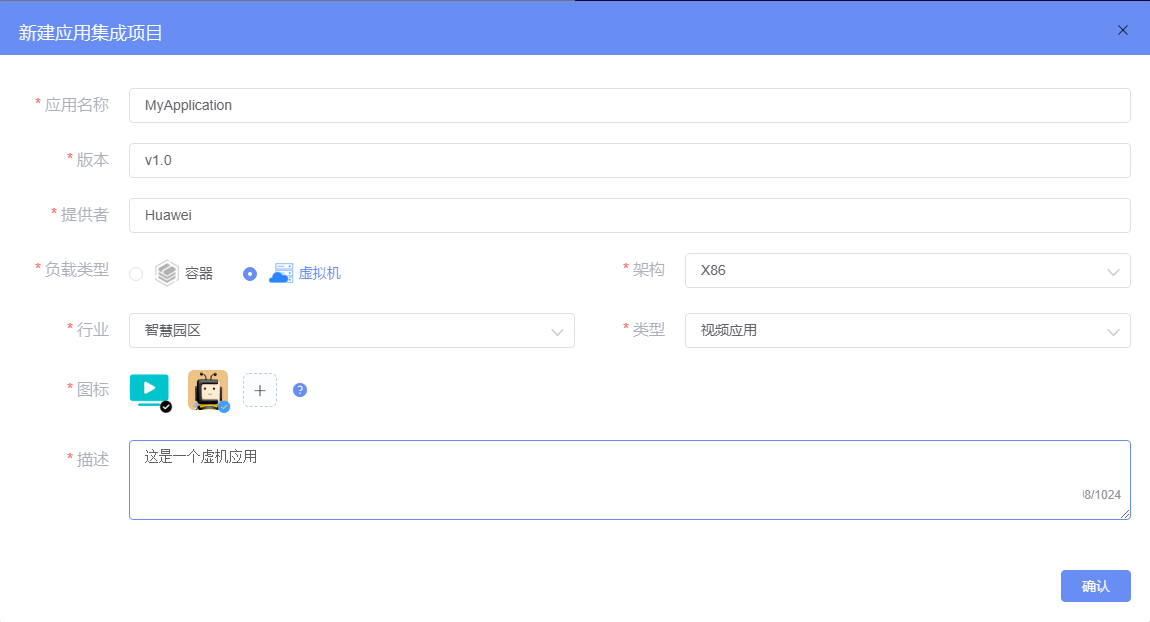 新建应用集成项目
* 应用名称 MyApplication
* 版本 v1.0
* 提供者 Huawei
* 负载类型 容器 虚拟机 * 架构 X86
* 行业 智慧园区 * 类型 视频应用
* 图标
* 描述 这是一个虚机应用
8/1024
确认